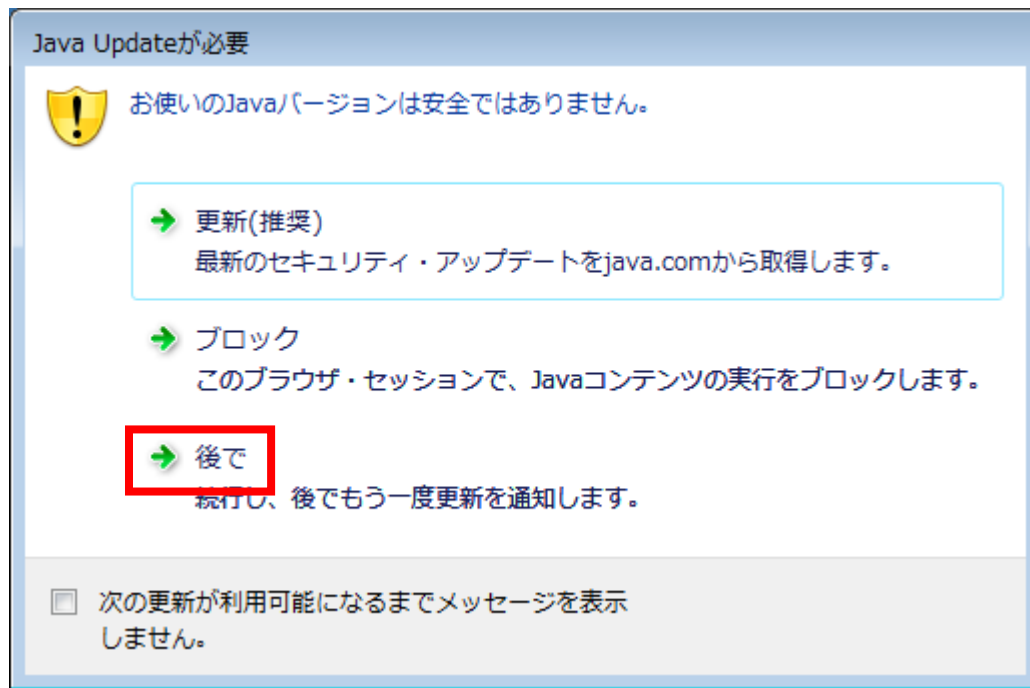 Java Updateが必要
お使いのJavaバージョンは安全ではありません。
更新(推奨)
最新のセキュリティ・アップデートをjava.comから取得します。
ブロック
このブラウザ・セッションで、Javaコンテンツの実行をブロックします。
後で
続行し、後でもう一度更新を通知します。
次の更新が利用可能になるまでメッセージを表示
しません。